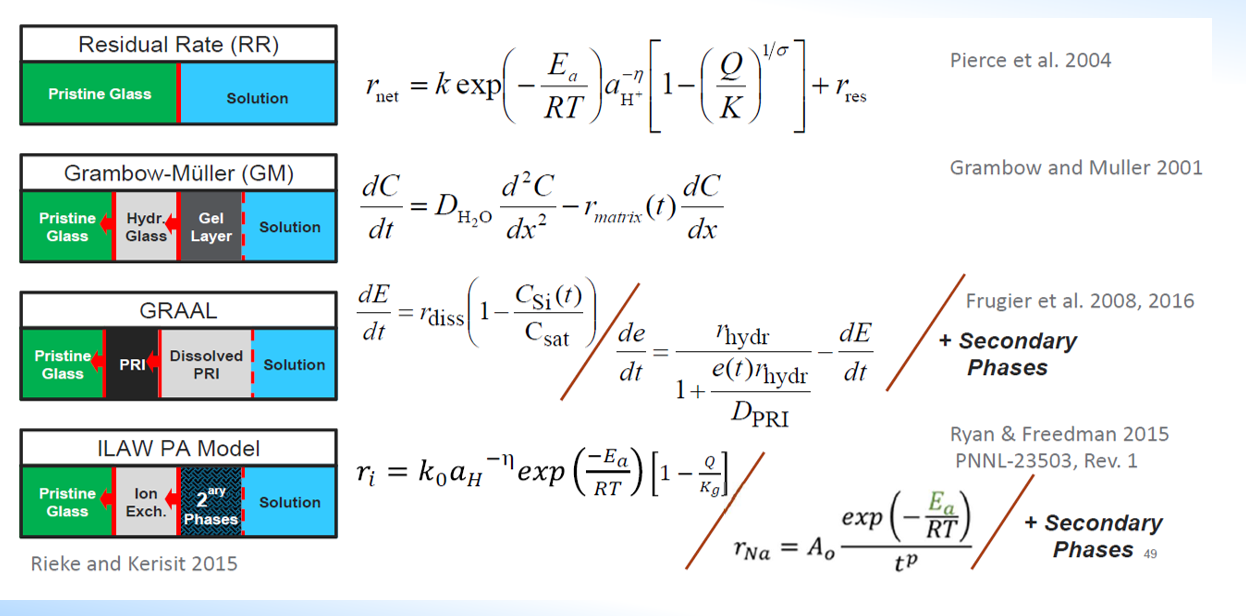 Residual Rate (RR)
Pristine Glass
Solution
r_net = k exp(−E_a/RT) a_H⁺^−η [1−(Q/K)^1/σ] + r_res
Pierce et al. 2004
Grambow-Müller (GM)
Pristine
Glass
Hydr.
Glass
Gel
Layer
Solution
dC/dt = D_H₂O d²C/dx² − r_matrix(t) dC/dx
Grambow and Muller 2001
GRAAL
Pristine
Glass
PRI
Dissolved
PRI
Solution
dE/dt = r_diss(1−C_Si(t)/C_sat)
de/dt = r_hydr/(1+e(t)r_hydr/D_PRI) − dE/dt
Frugier et al. 2008, 2016
+ Secondary
Phases
ILAW PA Model
Pristine
Glass
Ion
Exch.
2ary
Phases
Solution
r_i = k_0 a_H^−η exp(−E_a/RT)[1 − Q/K_g]
r_Na = A_o exp(−E_a/RT)/t^p
Ryan & Freedman 2015
PNNL-23503, Rev. 1
+ Secondary
Phases 49
Rieke and Kerisit 2015